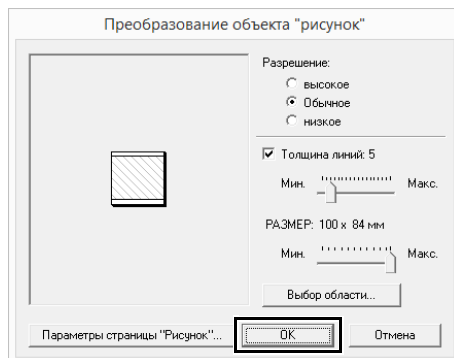 Преобразование объекта "рисунок"
Разрешение:
высокое
Обычное
низкое
Толщина линий: 5
Мин. Макс.
РАЗМЕР: 100 x 84 мм
Мин. Макс.
Выбор области...
Параметры страницы "Рисунок"... OK Отмена